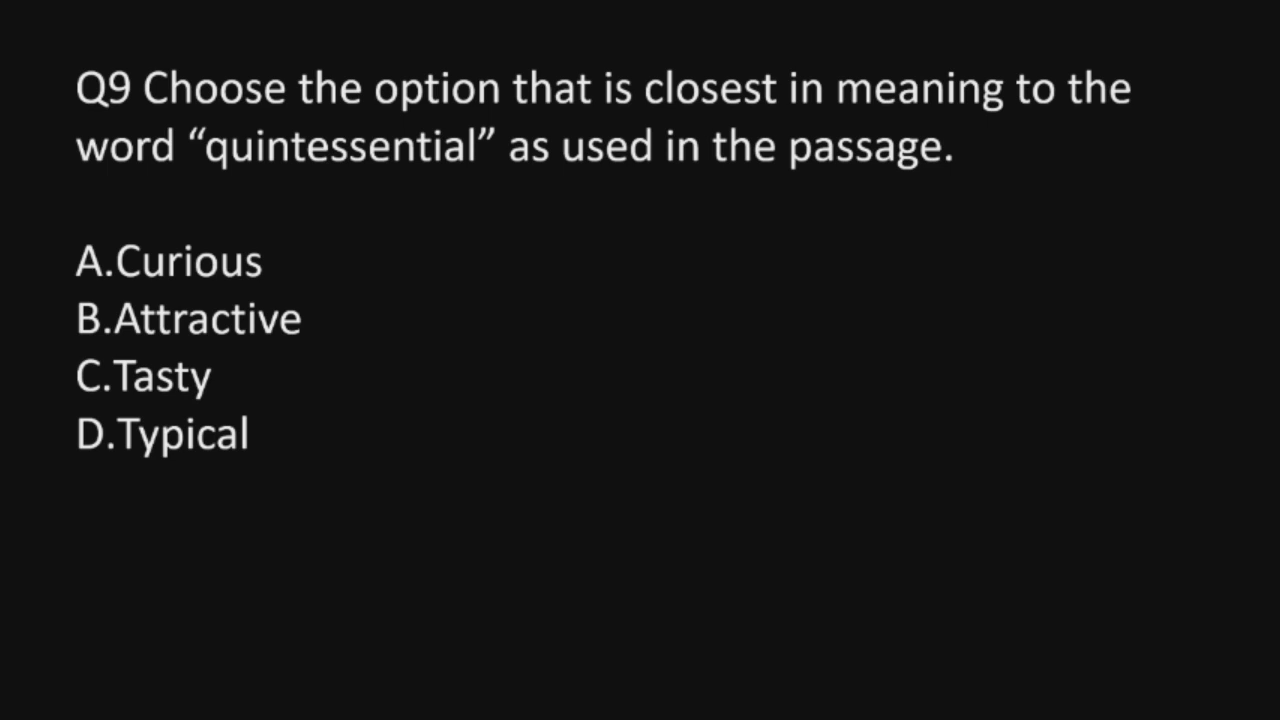 Q9 Choose the option that is closest in meaning to the
word “quintessential” as used in the passage.
A.Curious
B.Attractive
C.Tasty
D.Typical